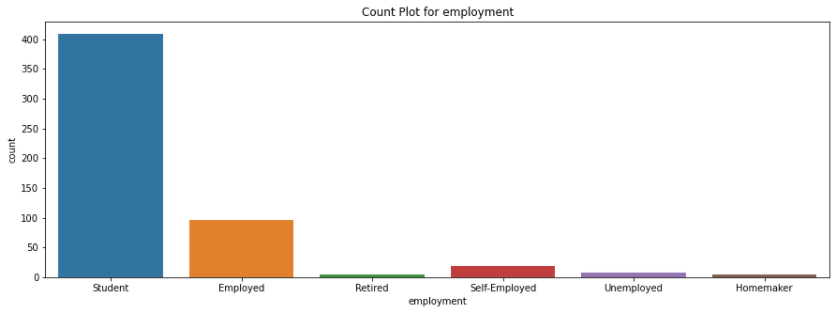 Count Plot for employment
400
350
300
250
200
150
100
50
0
count
Student Employed Retired Self-Employed Unemployed Homemaker
employment